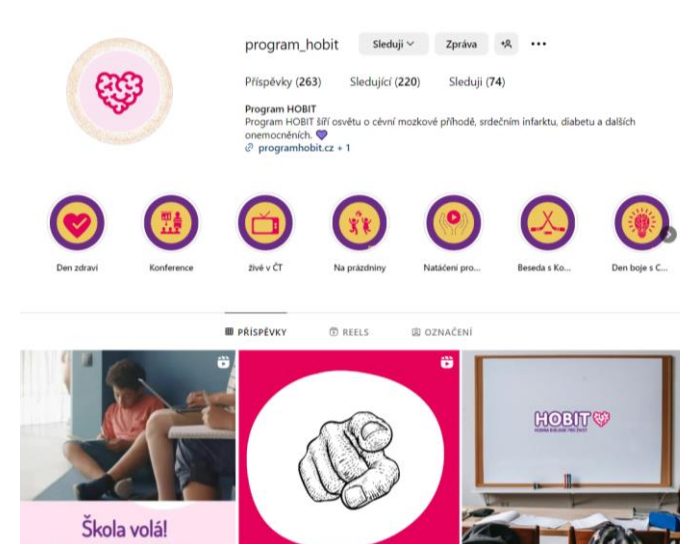 program_hobit Sleduji Zpráva
Příspěvky (263) Sledující (220) Sleduji (74)
Program HOBIT
Program HOBIT šíří osvětu o cévní mozkové příhodě, srdečním infarktu, diabetu a dalších
onemocněních.
programhobit.cz + 1
Den zdraví Konference živě v ČT Na prázdniny Natáčení pro... Beseda s Ko... Den boje s C...
PŘÍSPĚVKY REELS OZNAČENÍ
HOBIT
Škola volá!